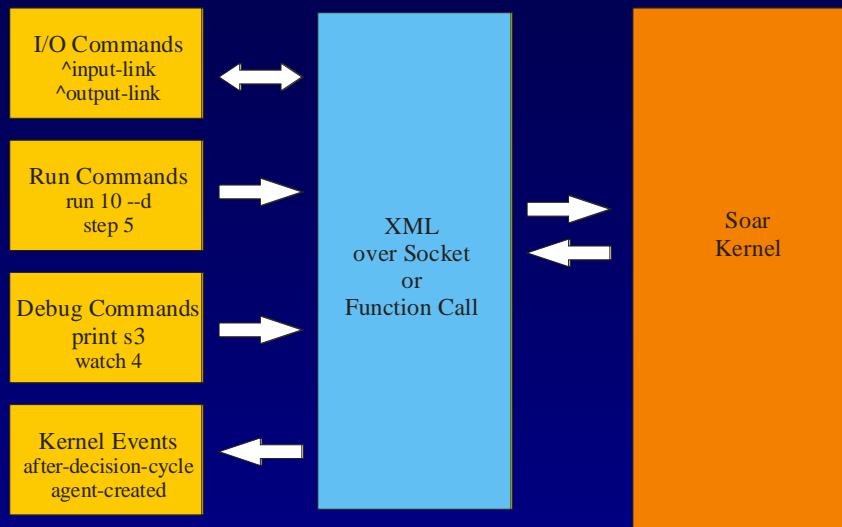 I/O Commands
^input-link
^output-link
Run Commands
run 10 --d
step 5
Debug Commands
print s3
watch 4
Kernel Events
after-decision-cycle
agent-created
XML
over Socket
or
Function Call
Soar
Kernel